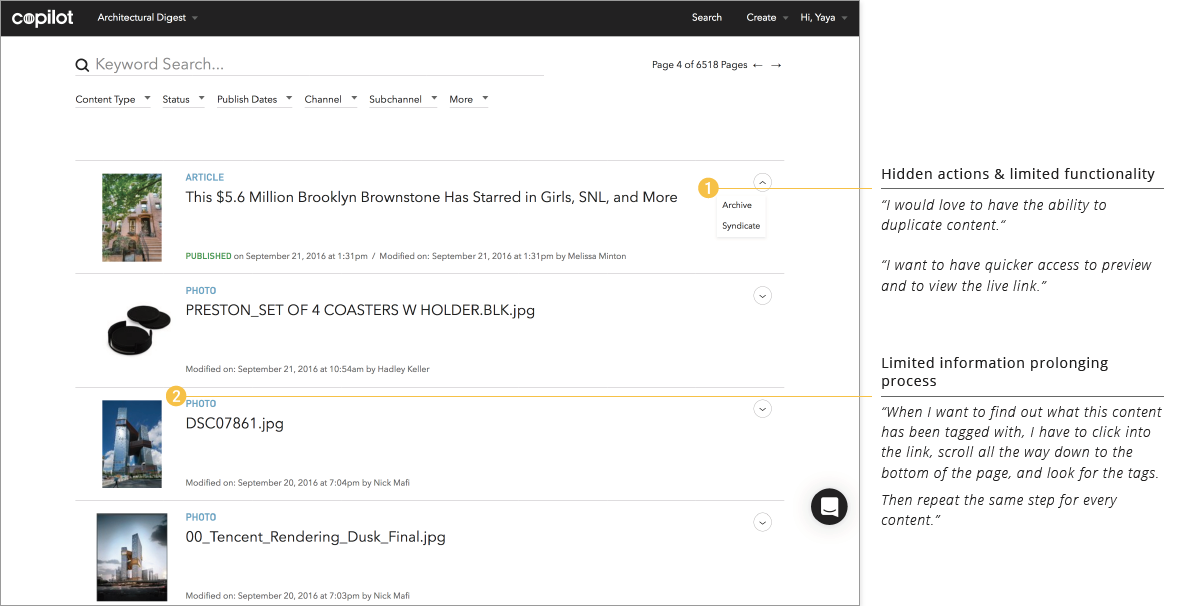 copilot Architectural Digest Search Create Hi, Yaya
Keyword Search...
Page 4 of 6518 Pages ← →
Content Type Status Publish Dates Channel Subchannel More
ARTICLE
This $5.6 Million Brooklyn Brownstone Has Starred in Girls, SNL, and More
PUBLISHED on September 21, 2016 at 1:31pm / Modified on: September 21, 2016 at 1:31pm by Melissa Minton
1
Archive
Syndicate
PHOTO
PRESTON_SET OF 4 COASTERS W HOLDER.BLK.jpg
Modified on: September 21, 2016 at 10:54am by Hadley Keller
2
PHOTO
DSC07861.jpg
Modified on: September 20, 2016 at 7:04pm by Nick Mafi
PHOTO
00_Tencent_Rendering_Dusk_Final.jpg
Modified on: September 20, 2016 at 7:03pm by Nick Mafi
Hidden actions & limited functionality
“I would love to have the ability to
duplicate content.“
“I want to have quicker access to preview
and to view the live link.”
Limited information prolonging
process
“When I want to find out what this content
has been tagged with, I have to click into
the link, scroll all the way down to the
bottom of the page, and look for the tags.
Then repeat the same step for every
content.”